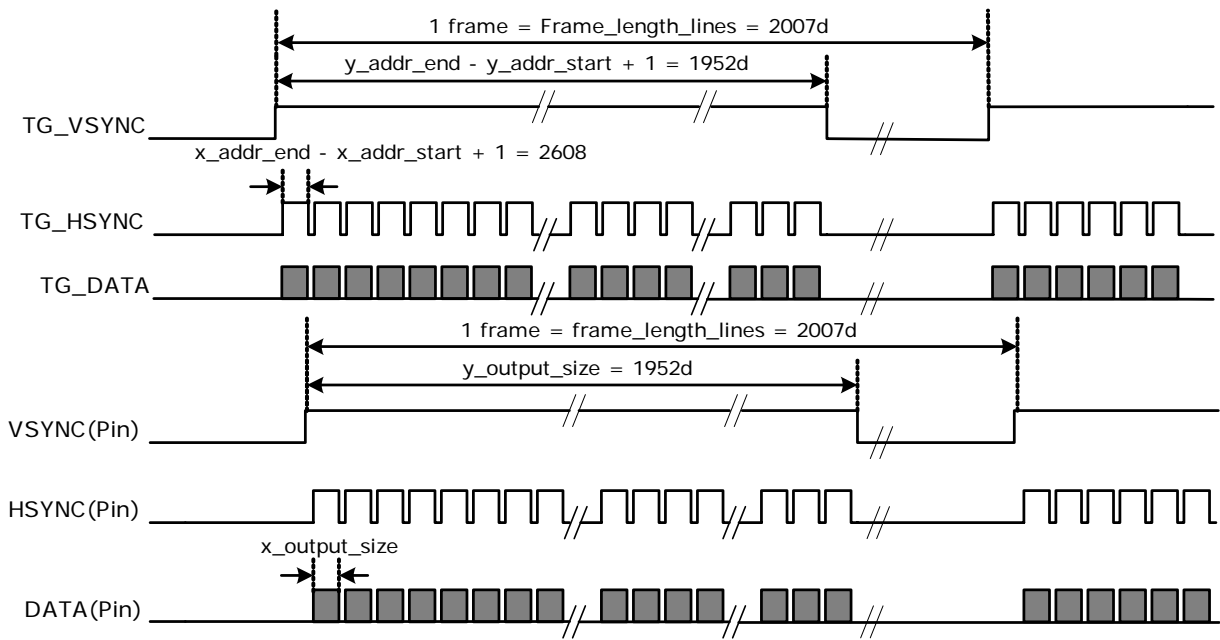 1 frame = Frame_length_lines = 2007d
y_addr_end - y_addr_start + 1 = 1952d
TG_VSYNC
x_addr_end - x_addr_start + 1 = 2608
TG_HSYNC
TG_DATA
1 frame = frame_length_lines = 2007d
y_output_size = 1952d
VSYNC(Pin)
HSYNC(Pin)
x_output_size
DATA(Pin)